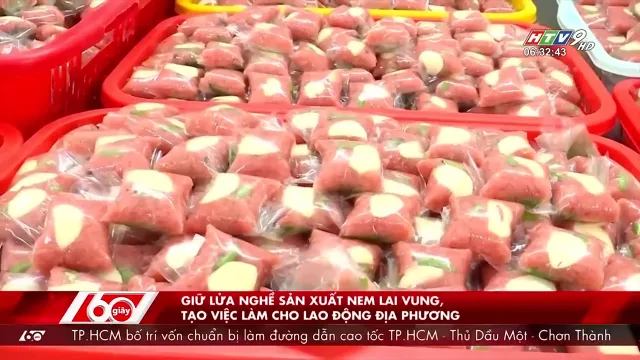 HTV9 HD
06:32:43
GIỮ LỬA NGHỀ SẢN XUẤT NEM LAI VUNG,
TẠO VIỆC LÀM CHO LAO ĐỘNG ĐỊA PHƯƠNG
60 giây
60 giây TP.HCM bố trí vốn chuẩn bị làm đường dẫn cao tốc TP.HCM - Thủ Dầu Một - Chơn Thành